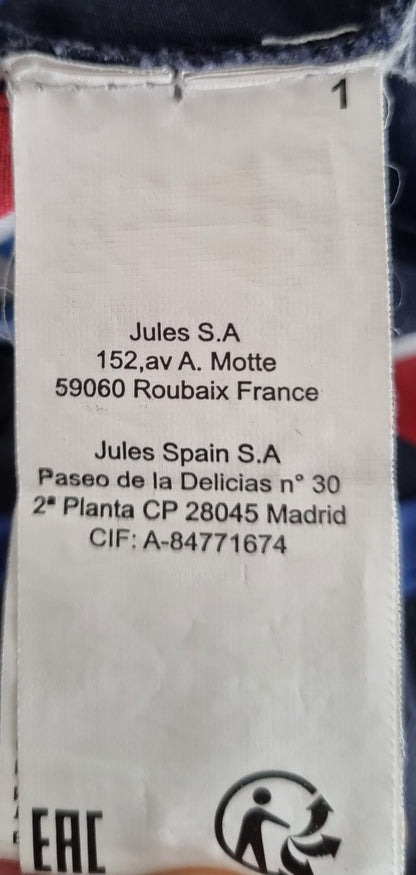 1
Jules S.A
152,av A. Motte
59060 Roubaix France
Jules Spain S.A
Paseo de la Delicias n° 30
2ª Planta CP 28045 Madrid
CIF: A-84771674
EAC